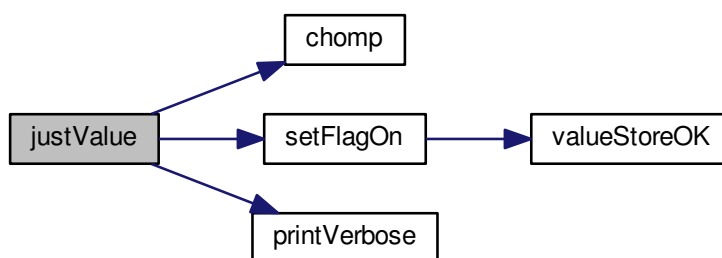 chomp
justValue
setFlagOn
valueStoreOK
printVerbose